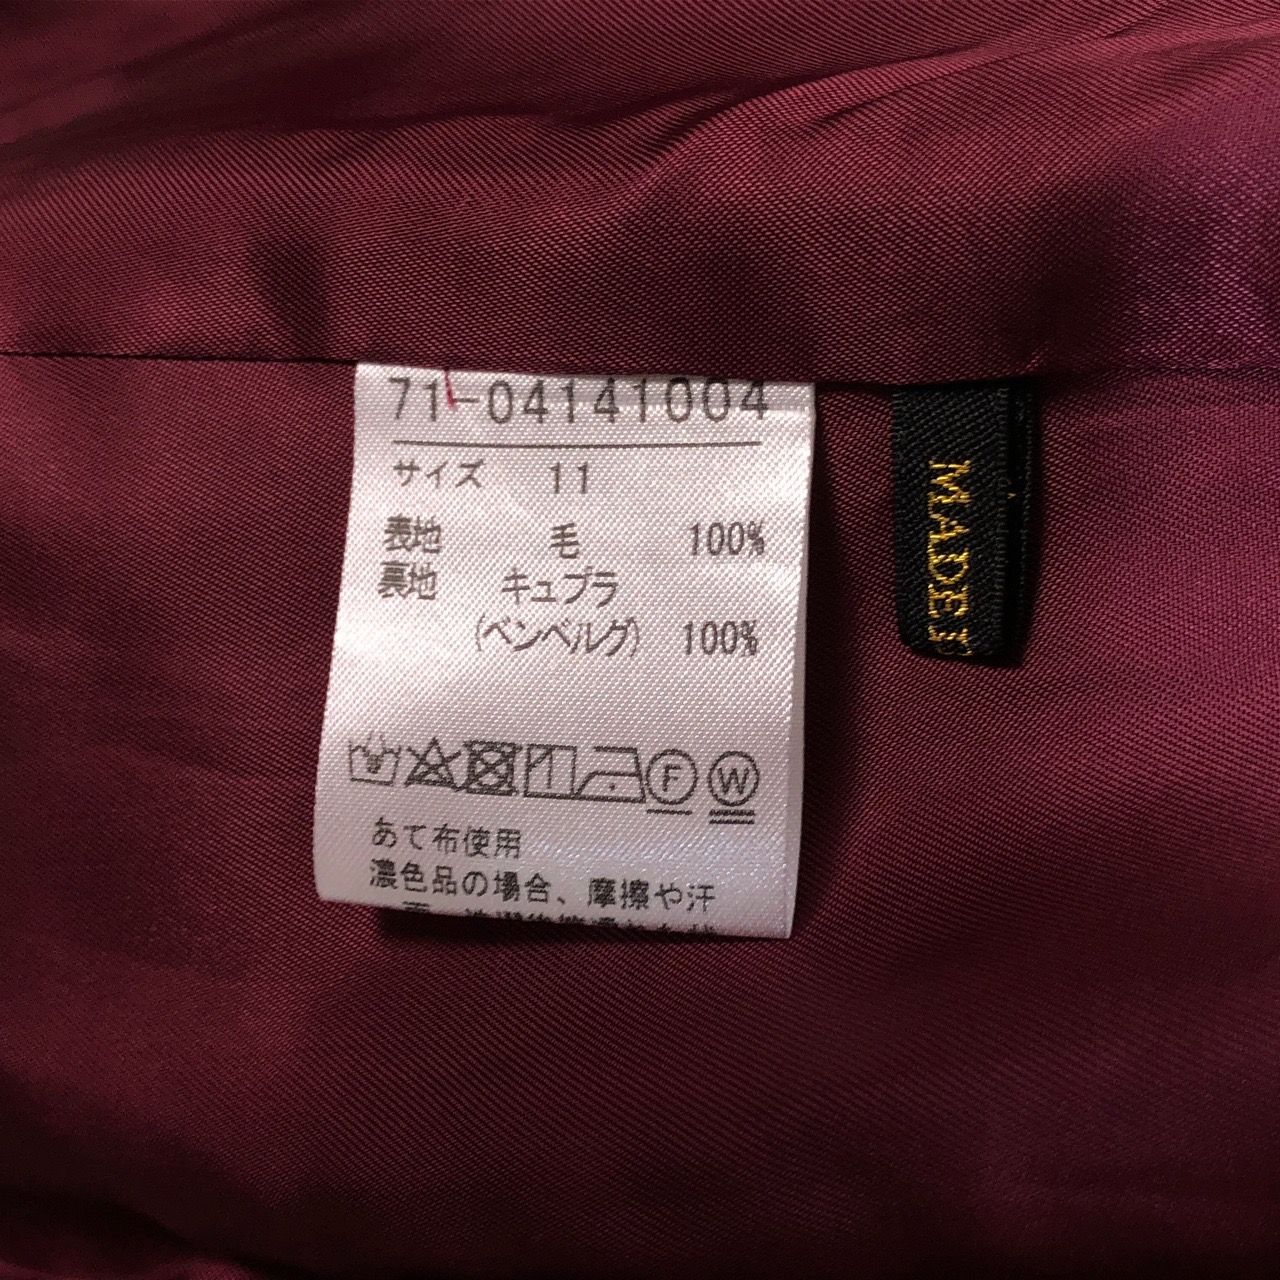 71-04141004
サイズ 11
表地 毛 100%
裏地 キュプラ
(ベンベルグ) 100%
F W
あて布使用
濃色品の場合、摩擦や汗
MADE